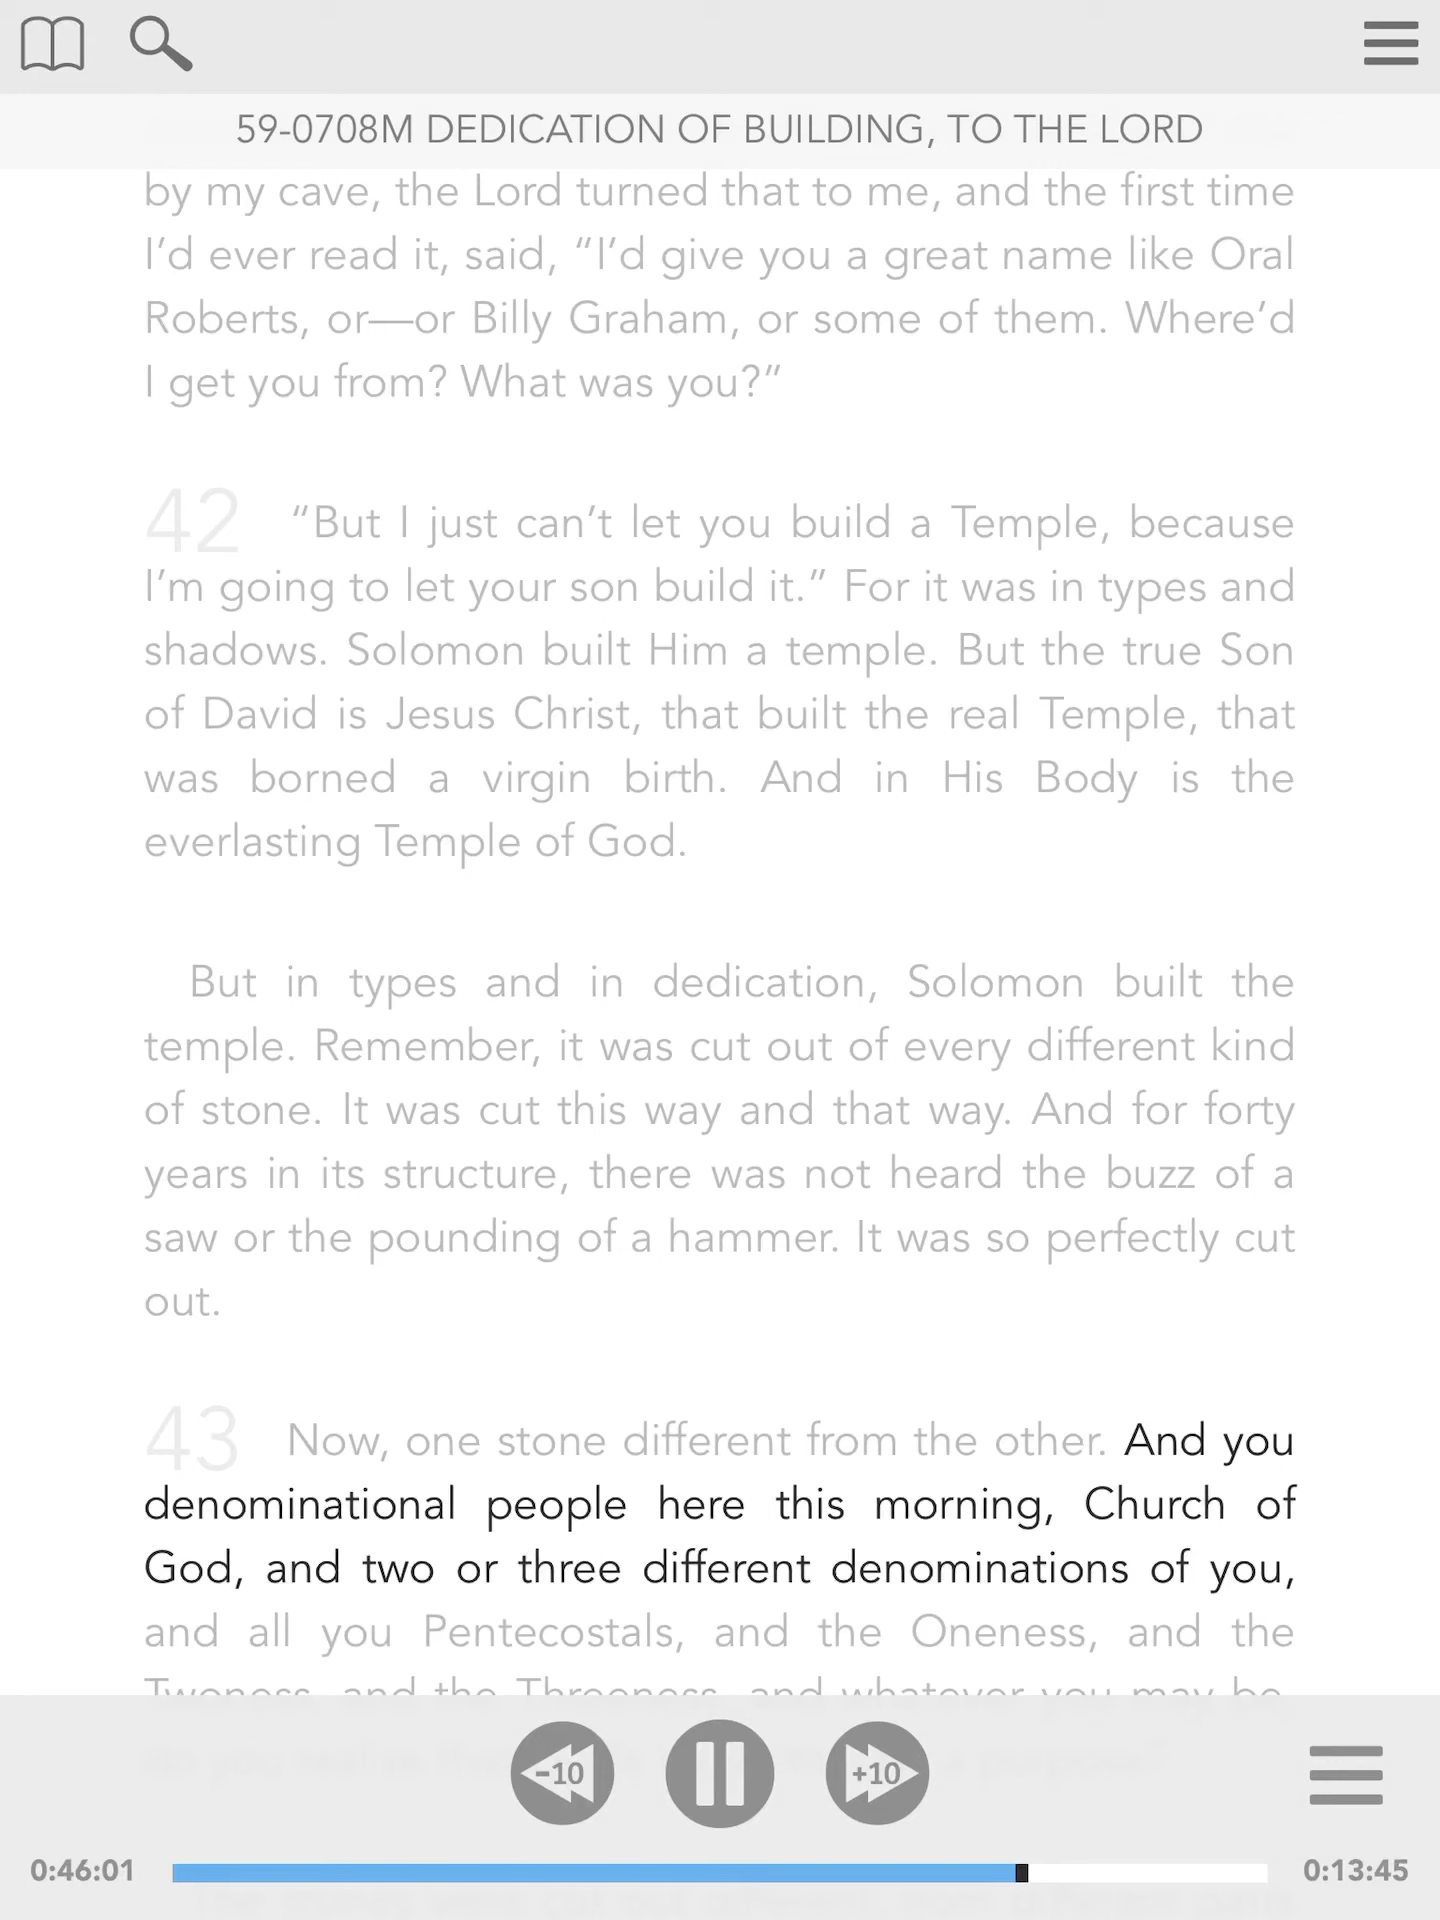 59-0708M DEDICATION OF BUILDING, TO THE LORD
by my cave, the Lord turned that to me, and the first time
I’d ever read it, said, “I’d give you a great name like Oral
Roberts, or—or Billy Graham, or some of them. Where’d
I get you from? What was you?”
42 “But I just can’t let you build a Temple, because
I’m going to let your son build it.” For it was in types and
shadows. Solomon built Him a temple. But the true Son
of David is Jesus Christ, that built the real Temple, that
was borned a virgin birth. And in His Body is the
everlasting Temple of God.
But in types and in dedication, Solomon built the
temple. Remember, it was cut out of every different kind
of stone. It was cut this way and that way. And for forty
years in its structure, there was not heard the buzz of a
saw or the pounding of a hammer. It was so perfectly cut
out.
43 Now, one stone different from the other. And you
denominational people here this morning, Church of
God, and two or three different denominations of you,
and all you Pentecostals, and the Oneness, and the
Twoness, and the Threeness, and whatever you may be,
-10 +10
0:46:01 0:13:45